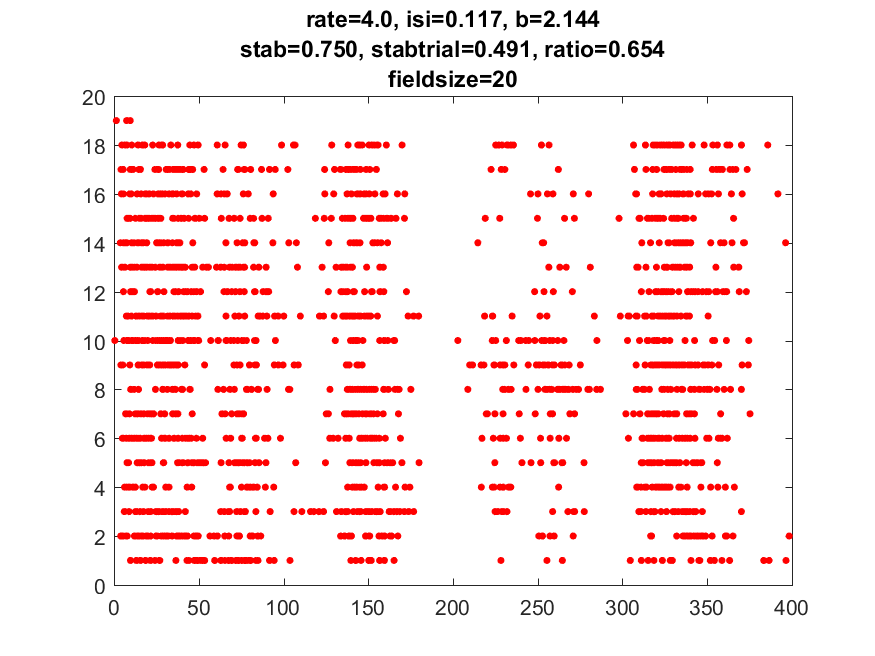 rate=4.0, isi=0.117, b=2.144
stab=0.750, stabtrial=0.491, ratio=0.654
fieldsize=20
20
18
16
14
12
10
8
6
4
2
0
0 50 100 150 200 250 300 350 400